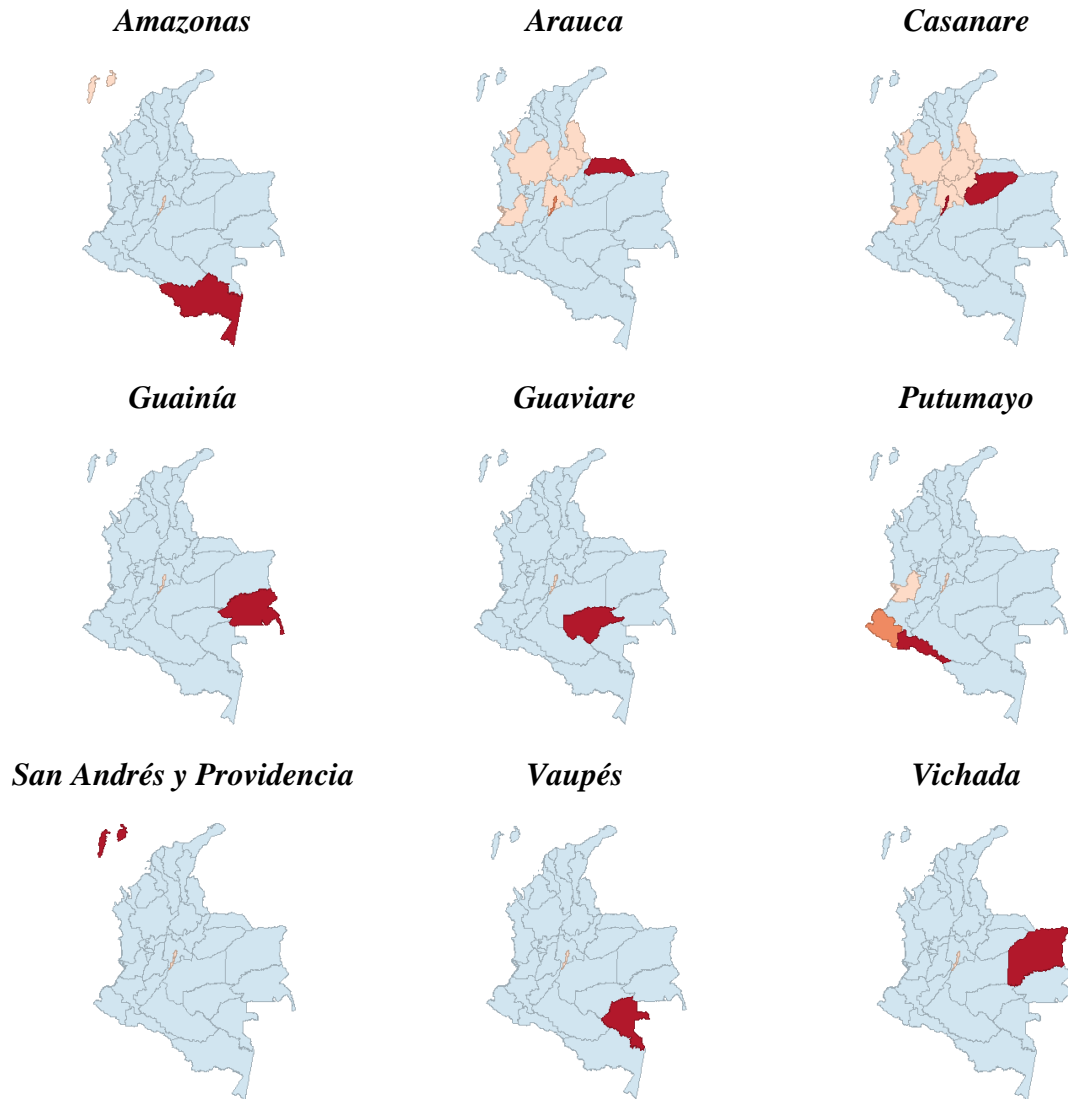 Amazonas
Arauca
Casanare
Guainía
Guaviare
Putumayo
San Andrés y Providencia
Vaupés
Vichada